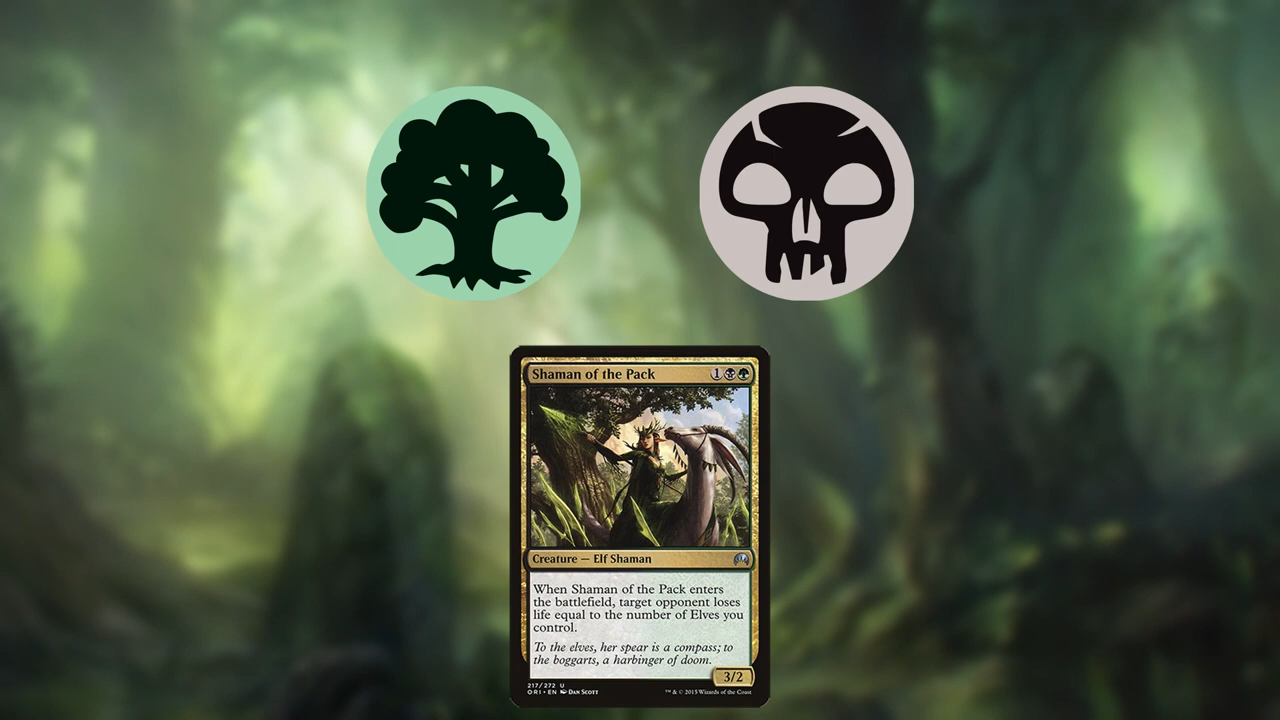 Shaman of the Pack 1
Creature — Elf Shaman
When Shaman of the Pack enters
the battlefield, target opponent loses
life equal to the number of Elves you
control.
To the elves, her spear is a compass; to
the boggarts, a harbinger of doom.
3/2
217/272 U
ORI • EN Dan Scott
™ & © 2015 Wizards of the Coast